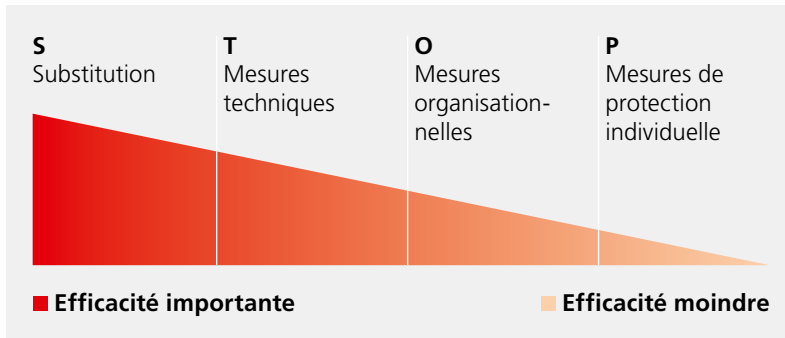 S
Substitution
T
Mesures
techniques
O
Mesures
organisation-
nelles
P
Mesures de
protection
individuelle
Efficacité importante
Efficacité moindre